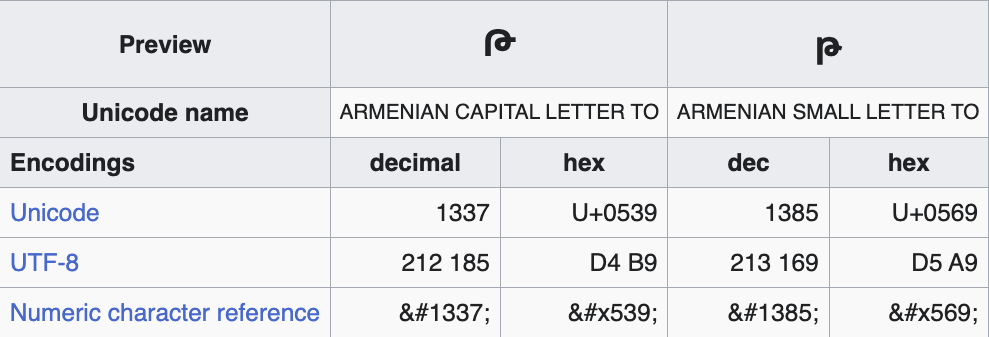 Preview Թ թ
Unicode name ARMENIAN CAPITAL LETTER TO ARMENIAN SMALL LETTER TO
Encodings decimal hex dec hex
Unicode 1337 U+0539 1385 U+0569
UTF-8 212 185 D4 B9 213 169 D5 A9
Numeric character reference &#1337; &#x539; &#1385; &#x569;